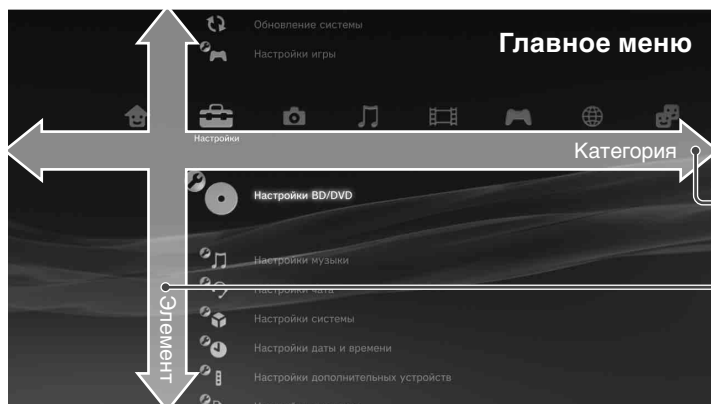 Обновление системы
Главное меню
Настройки игры
Настройки
Категория
Настройки BD/DVD
Настройки музыки
Настройки чата
Элемент
Настройки системы
Настройки даты и времени
Настройки дополнительных устройств